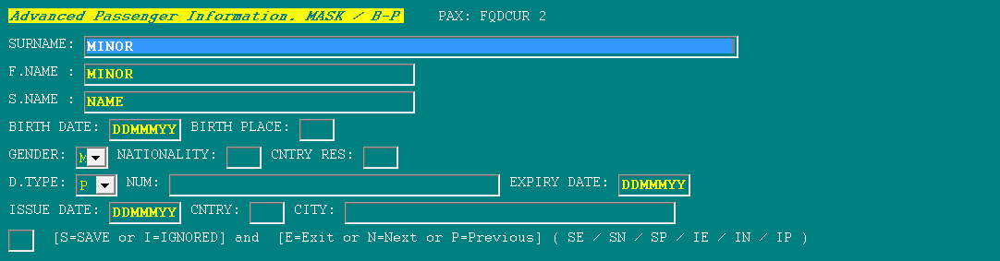 Advanced Passenger Information. MASK / B-P PAX: FQDCUR 2
SURNAME: MINOR
F.NAME : MINOR
S.NAME : NAME
BIRTH DATE: DDMMMYY BIRTH PLACE:
GENDER: M NATIONALITY: CNTRY RES:
D.TYPE: P NUM: EXPIRY DATE: DDMMMYY
ISSUE DATE: DDMMMYY CNTRY: CITY:
[S=SAVE or I=IGNORED] and [E=Exit or N=Next or P=Previous] ( SE / SN / SP / IE / IN / IP )